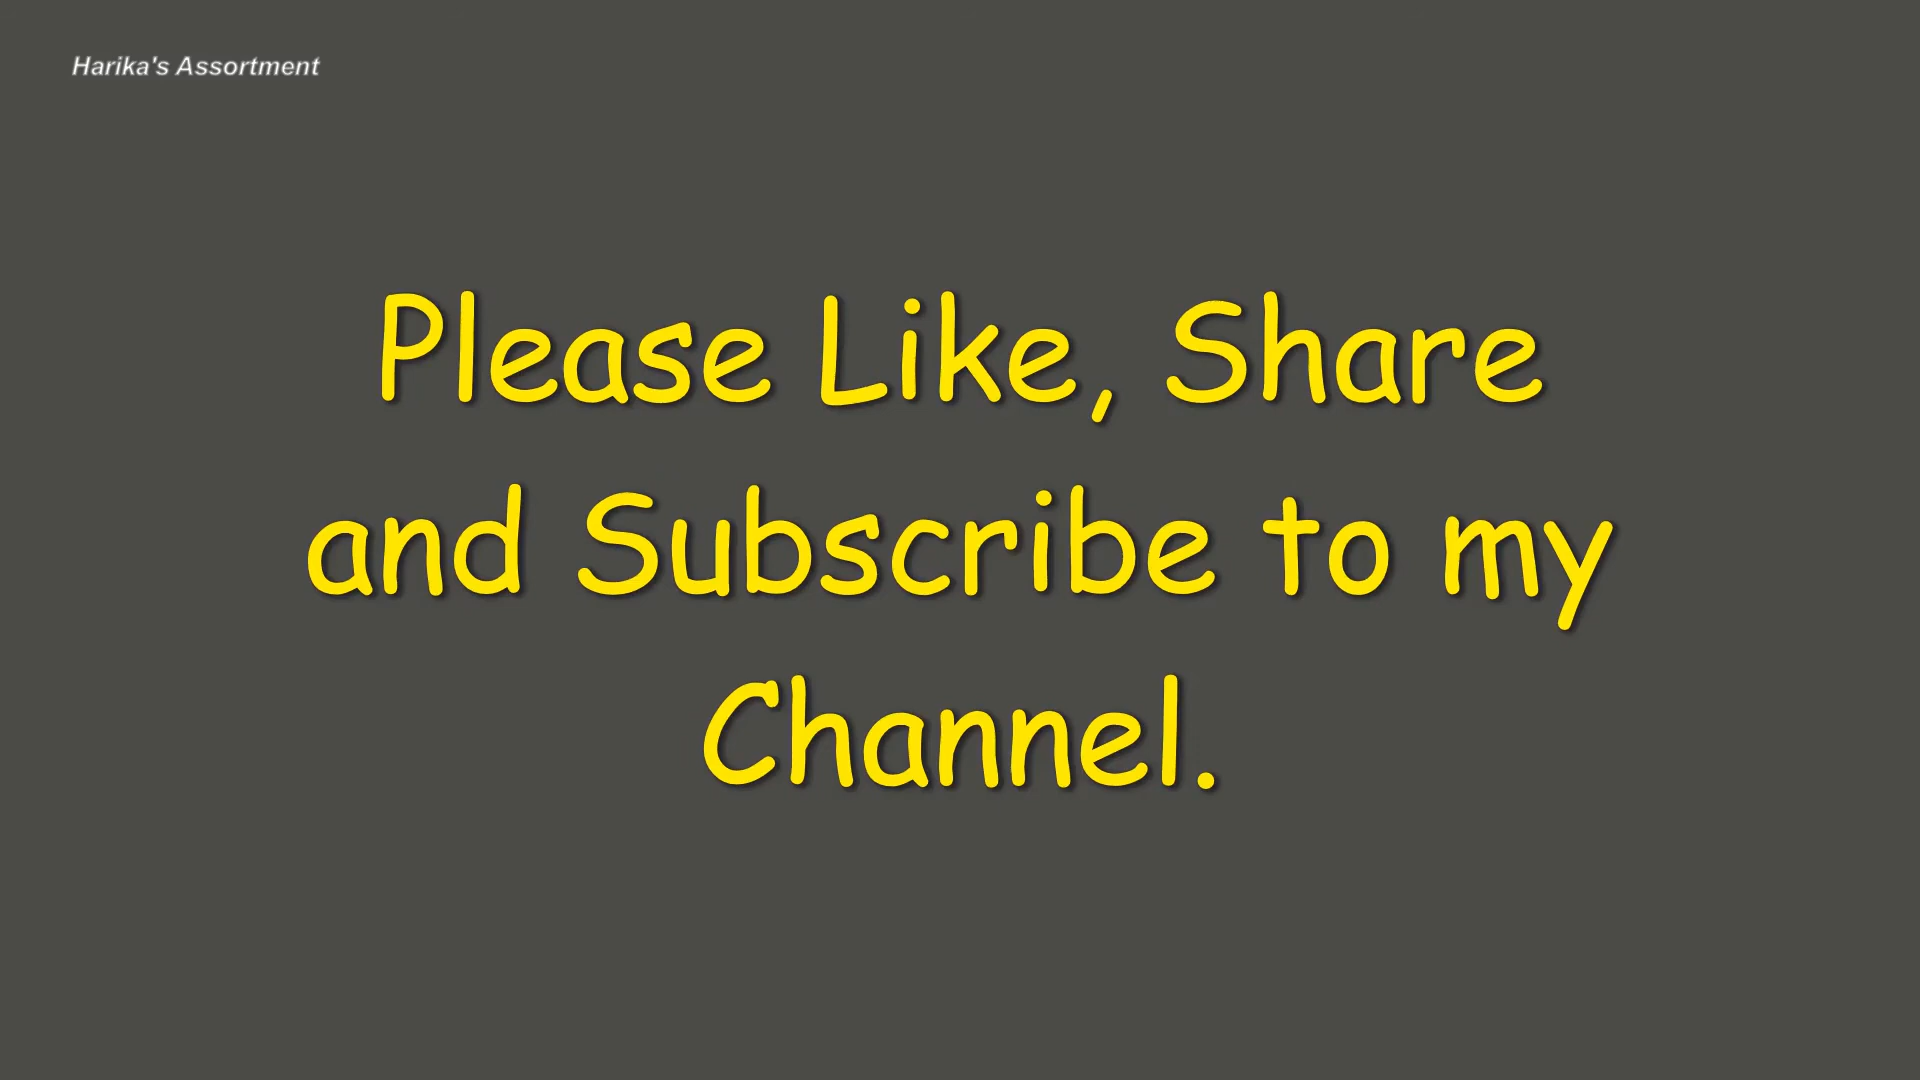 Harika's Assortment
Please Like, Share
and Subscribe to my
Channel.